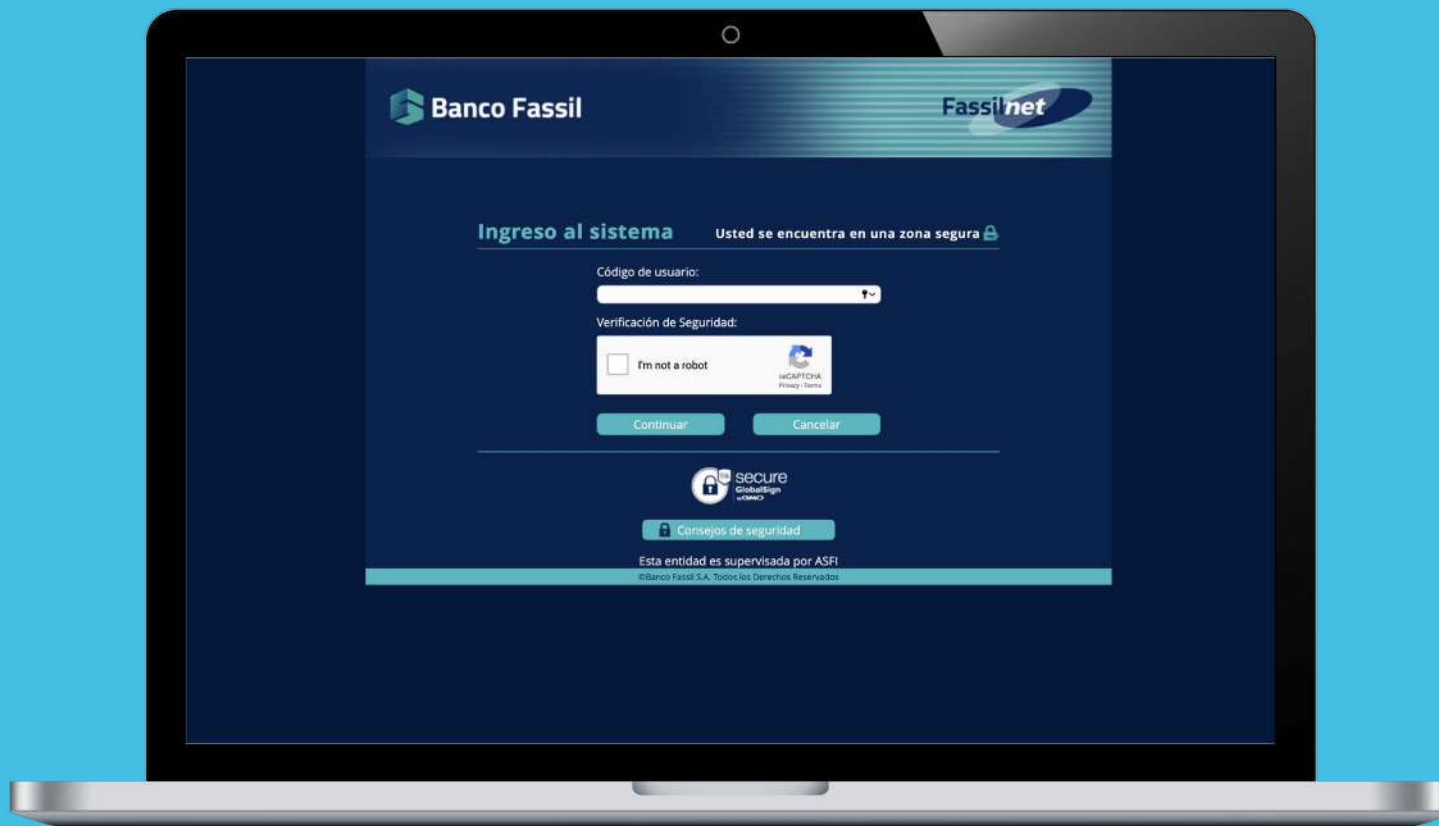 Banco Fassil
Fassilnet
Ingreso al sistema
Usted se encuentra en una zona segura
Código de usuario:
Verificación de Seguridad:
I'm not a robot
reCAPTCHA
Privacy - Terms
Continuar
Cancelar
secure
GlobalSign
by GMO
Consejos de seguridad
Esta entidad es supervisada por ASFI
©Banco Fassil S.A. Todos los Derechos Reservados